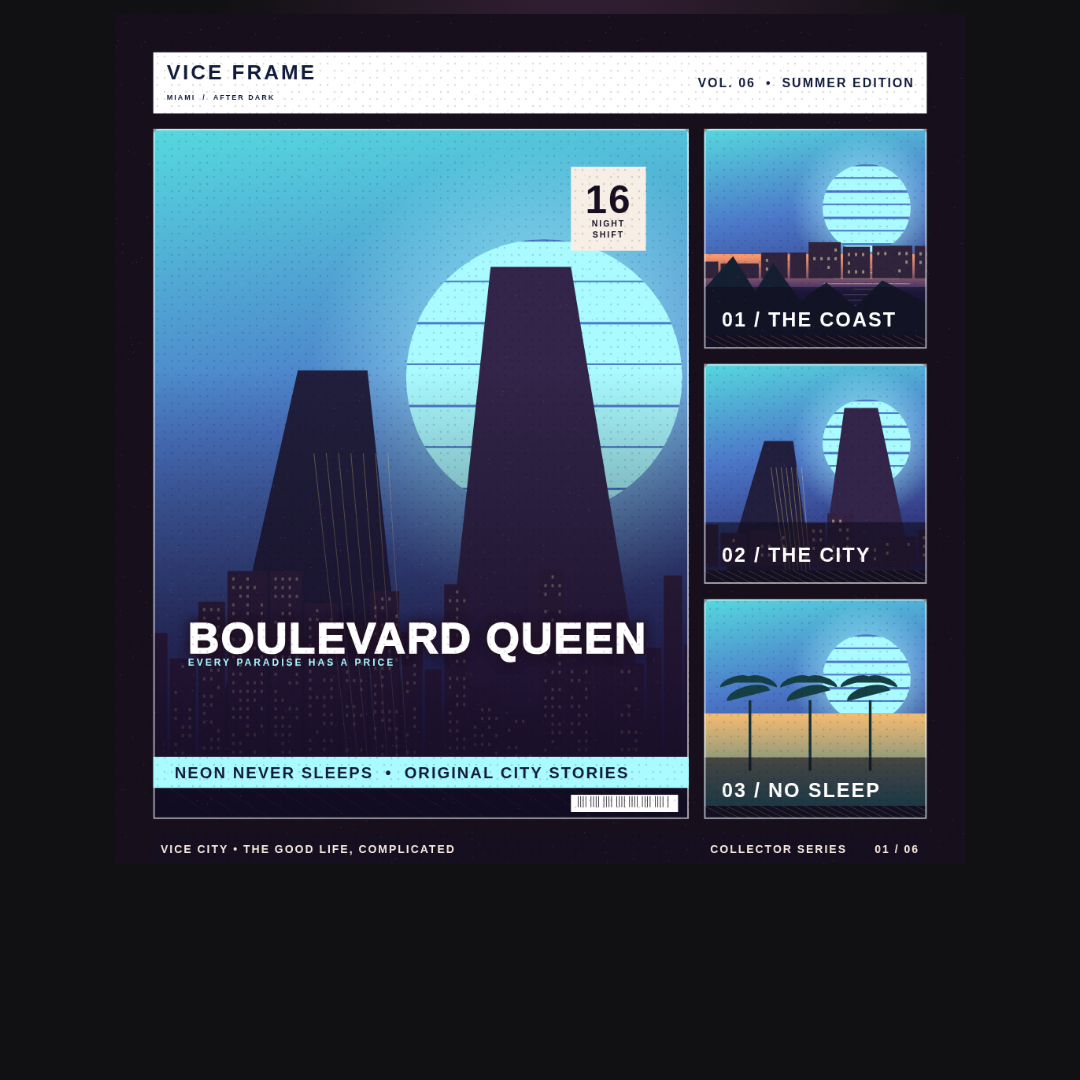 VICE FRAME
MIAMI / AFTER DARK
VOL. 06 • SUMMER EDITION
16
NIGHT
SHIFT
BOULEVARD QUEEN
EVERY PARADISE HAS A PRICE
NEON NEVER SLEEPS • ORIGINAL CITY STORIES
01 / THE COAST
02 / THE CITY
03 / NO SLEEP
VICE CITY • THE GOOD LIFE, COMPLICATED
COLLECTOR SERIES 01 / 06